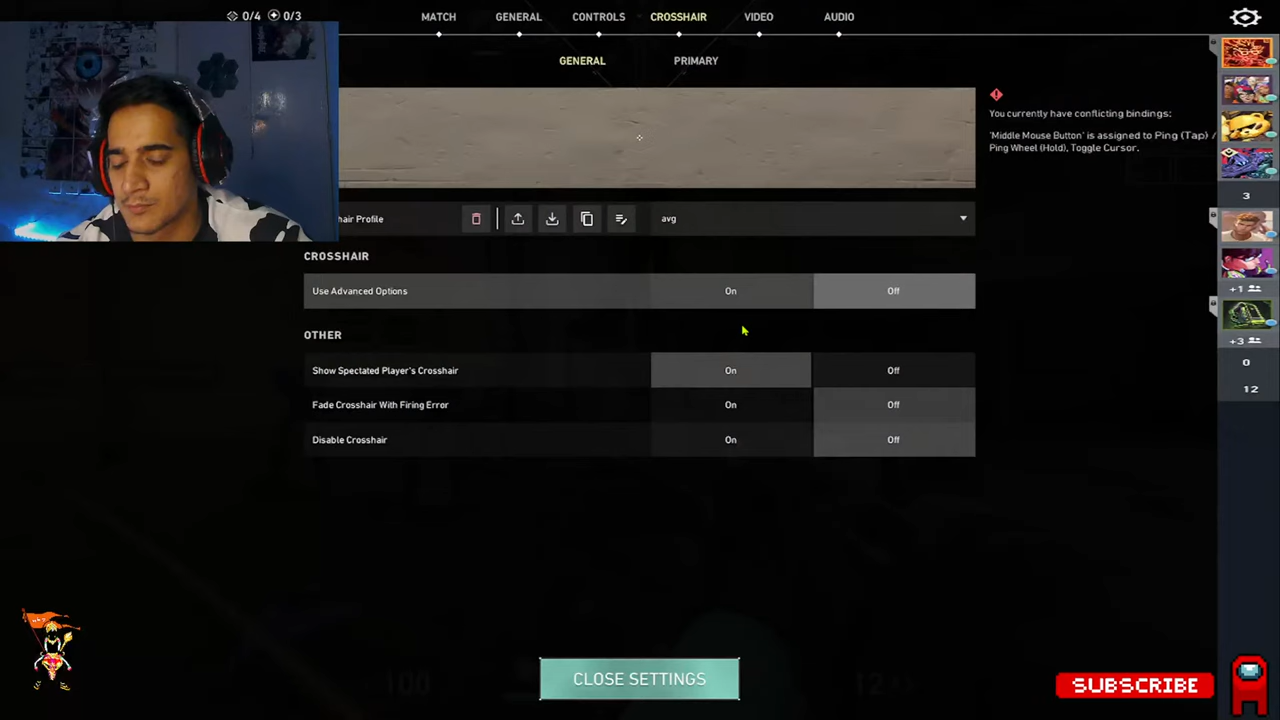 0/4 0/3
MATCH GENERAL CONTROLS CROSSHAIR VIDEO AUDIO
GENERAL PRIMARY
You currently have conflicting bindings:
'Middle Mouse Button' is assigned to Ping (Tap) /
Ping Wheel (Hold), Toggle Cursor.
hair Profile avg
CROSSHAIR
Use Advanced Options On Off
OTHER
Show Spectated Player's Crosshair On Off
Fade Crosshair With Firing Error On Off
Disable Crosshair On Off
3
+1
+3
0
12
100 12
CLOSE SETTINGS
SUBSCRIBE